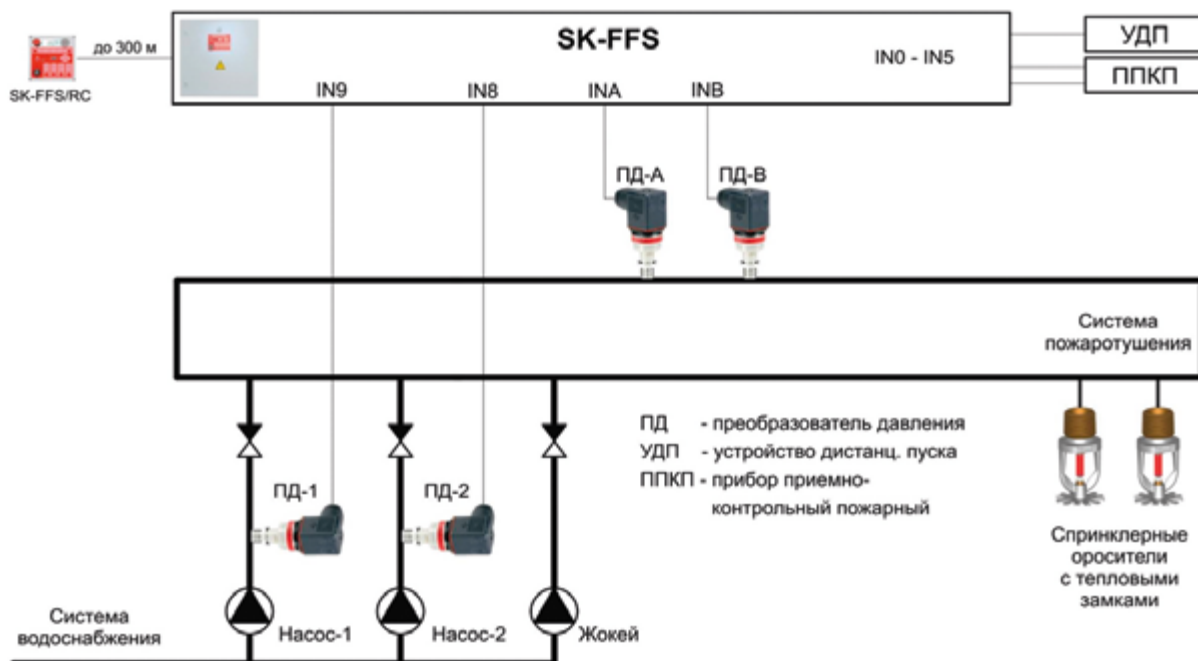 SK-FFS
до 300 м
IN0 - IN5
УДП
ППКП
SK-FFS/RC
IN9
IN8
INA
INB
ПД-А
ПД-В
Система
пожаротушения
ПД - преобразователь давления
УДП - устройство дистанц. пуска
ППКП - прибор приемно-
контрольный пожарный
ПД-1
ПД-2
Спринклерные
оросители
с тепловыми
замками
Система
водоснабжения
Насос-1
Насос-2
Жокей